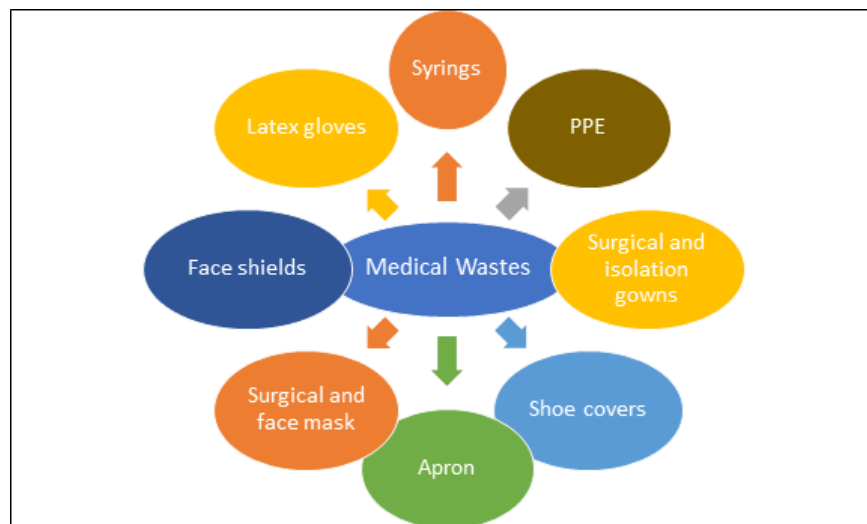 Syrings
Latex gloves
PPE
Face shields
Medical Wastes
Surgical and
isolation
gowns
Surgical and
face mask
Shoe covers
Apron